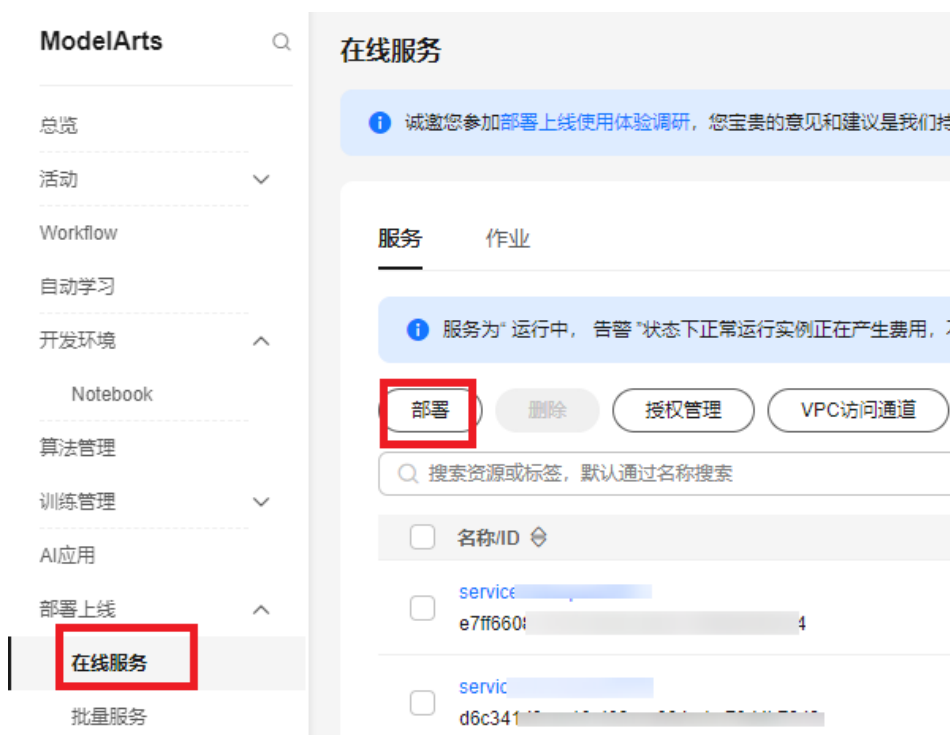 ModelArts
总览
活动
Workflow
自动学习
开发环境
Notebook
算法管理
训练管理
AI应用
部署上线
在线服务
批量服务
在线服务
诚邀您参加部署上线使用体验调研，您宝贵的意见和建议是我们持
服务 作业
服务为“ 运行中， 告警 ”状态下正常运行实例正在产生费用，
部署 删除 授权管理 VPC访问通道
搜索资源或标签，默认通过名称搜索
名称/ID
service
e7ff660
4
servic
d6c341